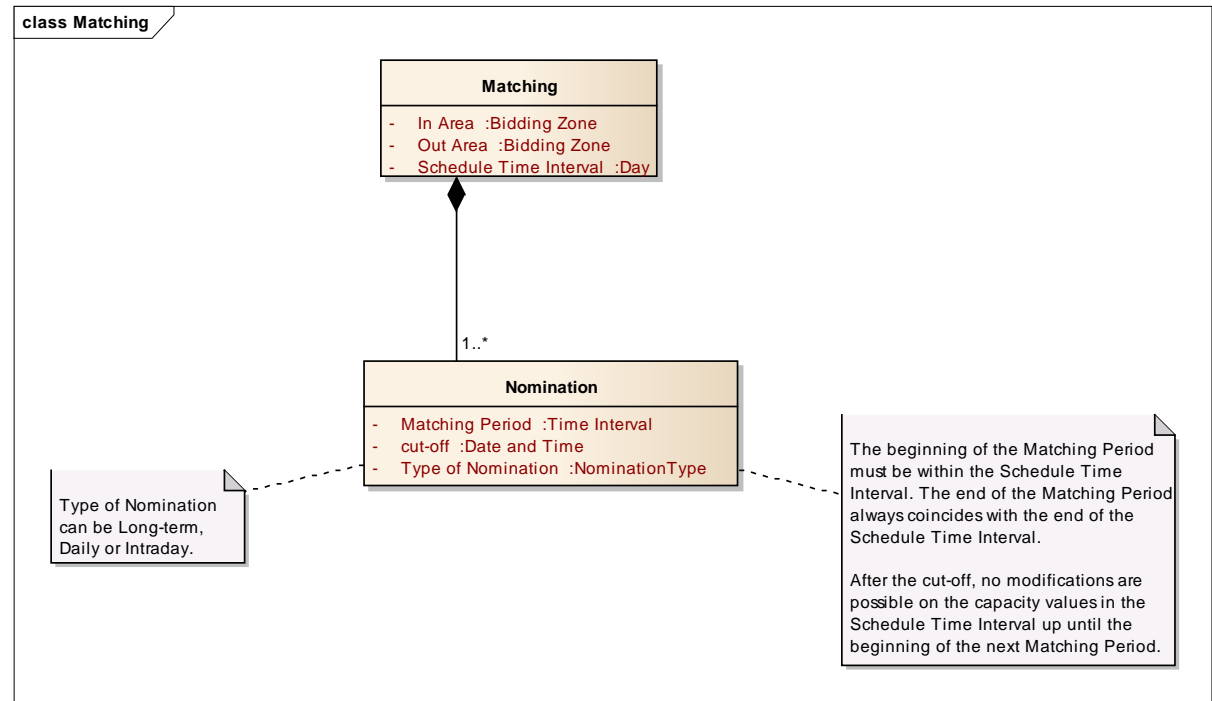 class Matching
Matching
- In Area :Bidding Zone
- Out Area :Bidding Zone
- Schedule Time Interval :Day
1..*
Nomination
- Matching Period :Time Interval
- cut-off :Date and Time
- Type of Nomination :NominationType
Type of Nomination
can be Long-term,
Daily or Intraday.
The beginning of the Matching Period
must be within the Schedule Time
Interval. The end of the Matching Period
always coincides with the end of the
Schedule Time Interval.
After the cut-off, no modifications are
possible on the capacity values in the
Schedule Time Interval up until the
beginning of the next Matching Period.